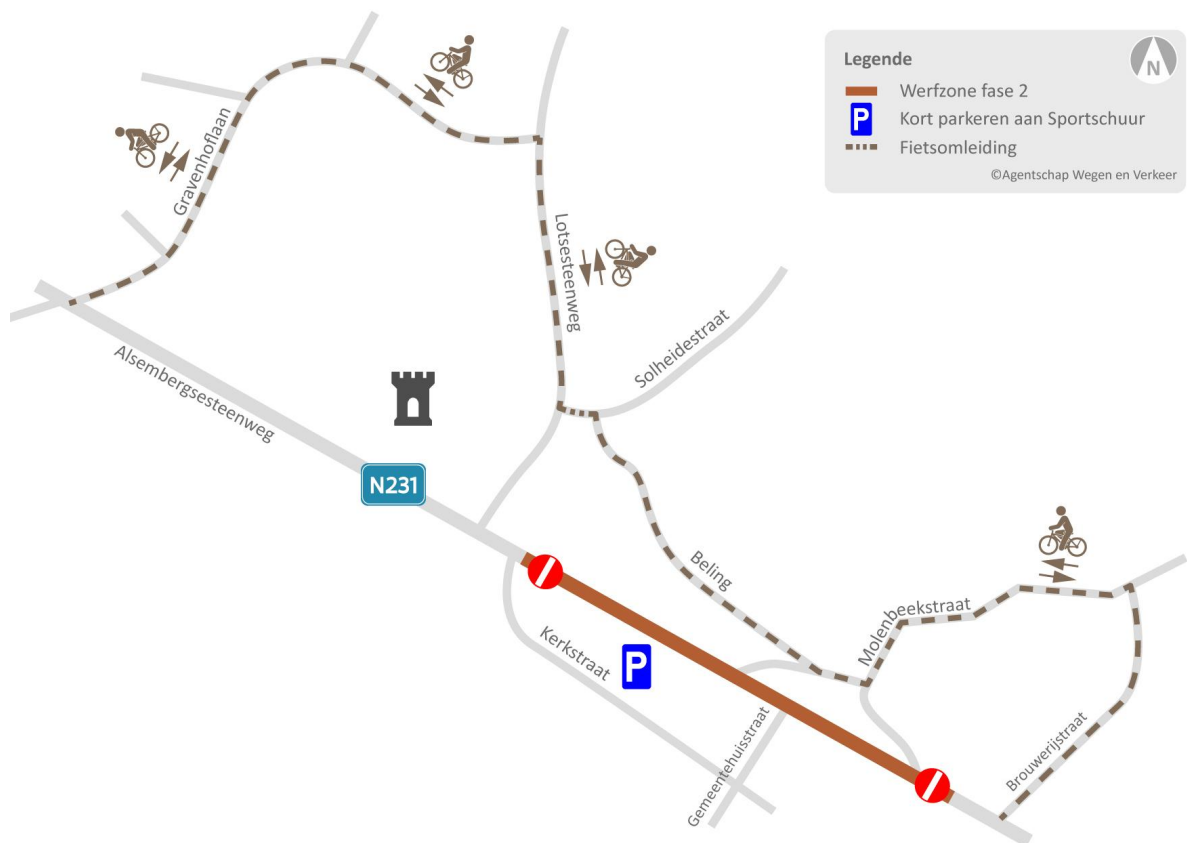 Legende
N
Werfzone fase 2
P
Kort parkeren aan Sportschuur
Fietsomleiding
©Agentschap Wegen en Verkeer
Gravenhoflaan
Lotsesteenweg
Solheidestraat
Alsembergsesteenweg
N231
Beling
Molenbeekstraat
Kerkstraat
P
Gemeentehuisstraat
Brouwerijstraat